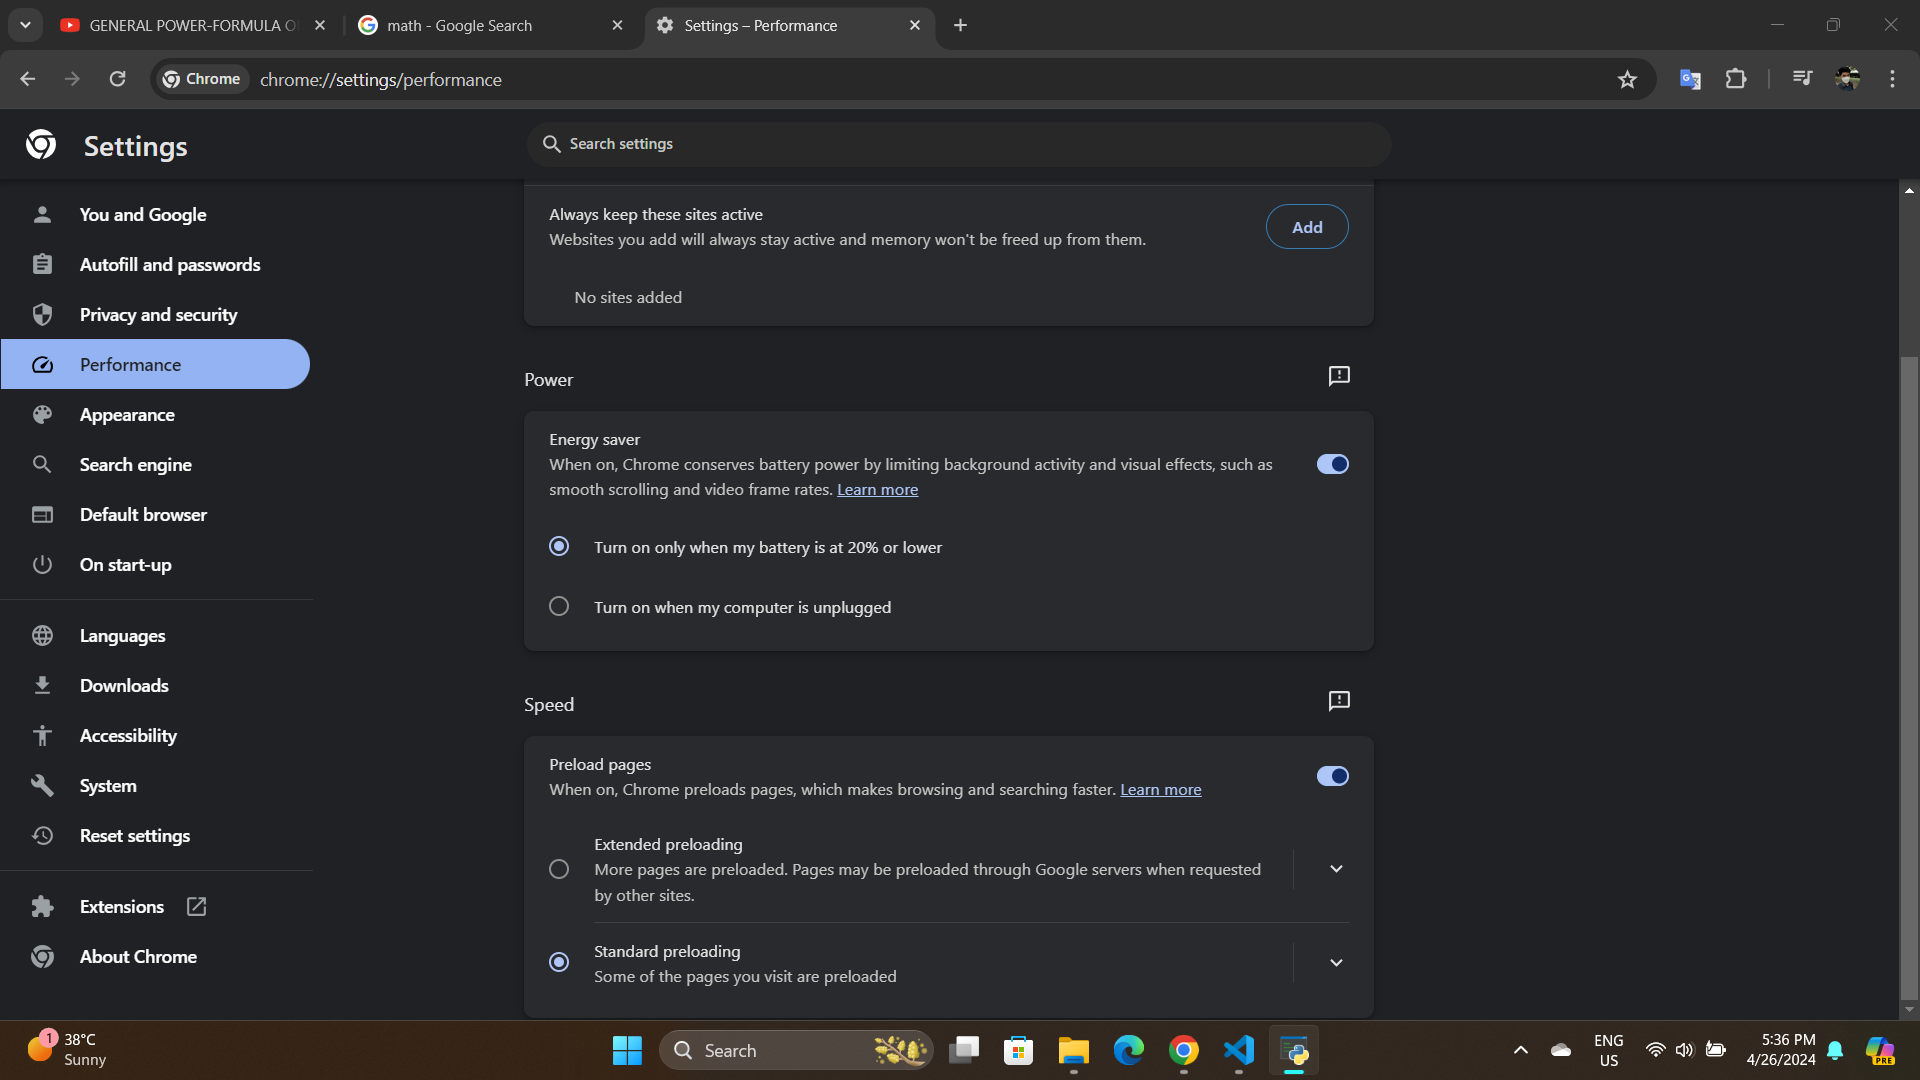 GENERAL POWER-FORMULA O
math - Google Search
Settings – Performance
Chrome
chrome://settings/performance
Settings
Search settings
You and Google
Autofill and passwords
Privacy and security
Performance
Appearance
Search engine
Default browser
On start-up
Languages
Downloads
Accessibility
System
Reset settings
Extensions
About Chrome
Always keep these sites active
Websites you add will always stay active and memory won't be freed up from them.
Add
No sites added
Power
Energy saver
When on, Chrome conserves battery power by limiting background activity and visual effects, such as
smooth scrolling and video frame rates. Learn more
Turn on only when my battery is at 20% or lower
Turn on when my computer is unplugged
Speed
Preload pages
When on, Chrome preloads pages, which makes browsing and searching faster. Learn more
Extended preloading
More pages are preloaded. Pages may be preloaded through Google servers when requested
by other sites.
Standard preloading
Some of the pages you visit are preloaded
1
38°C
Sunny
Search
ENG
US
5:36 PM
4/26/2024
PRE